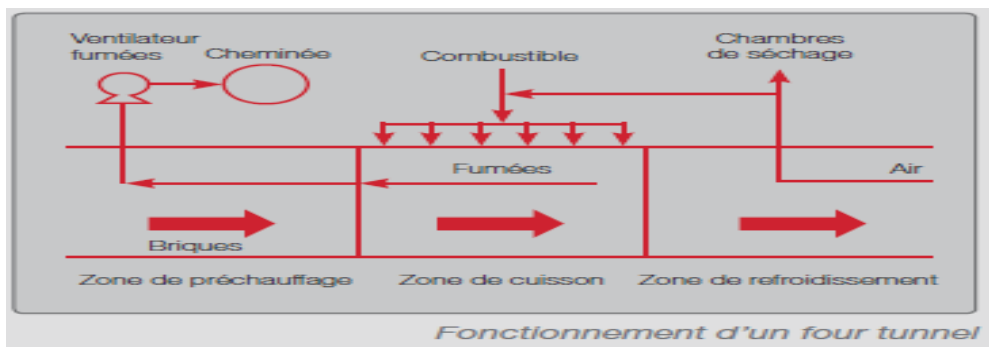 Ventilateur
fumées
Cheminée
Combustible
Chambres
de séchage
Fumées
Air
Briques
Zone de préchauffage
Zone de cuisson
Zone de refroidissement
Fonctionnement d'un four tunnel